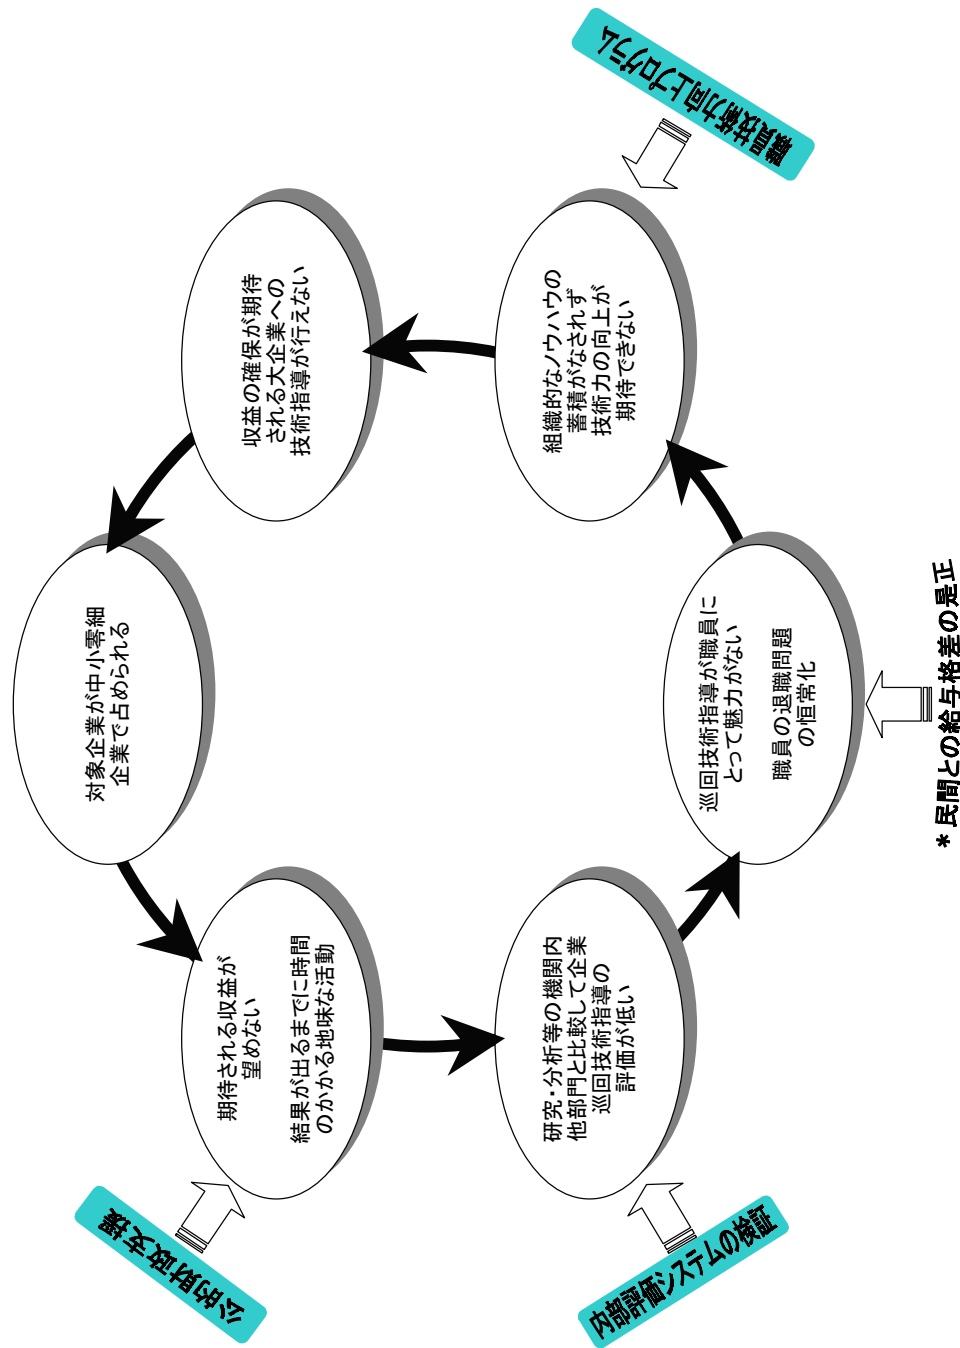 職員技術力向上プログラム
収益の確保が期待
される大企業への
技術指導が行えない
組織的なノウハウの
蓄積がなされず
技術力の向上が
期待できない
対象企業が中小零細
企業で占められる
巡回技術指導が職員に
とって魅力がない
職員の退職問題
の恒常化
*民間との給与格差の是正
期待される収益が
望めない
結果が出るまでに時間
のかかる地味な活動
研究・分析等の機関内
他部門と比較して企業
巡回技術指導の
評価が低い
公的財政支援
内部評価システムの検証